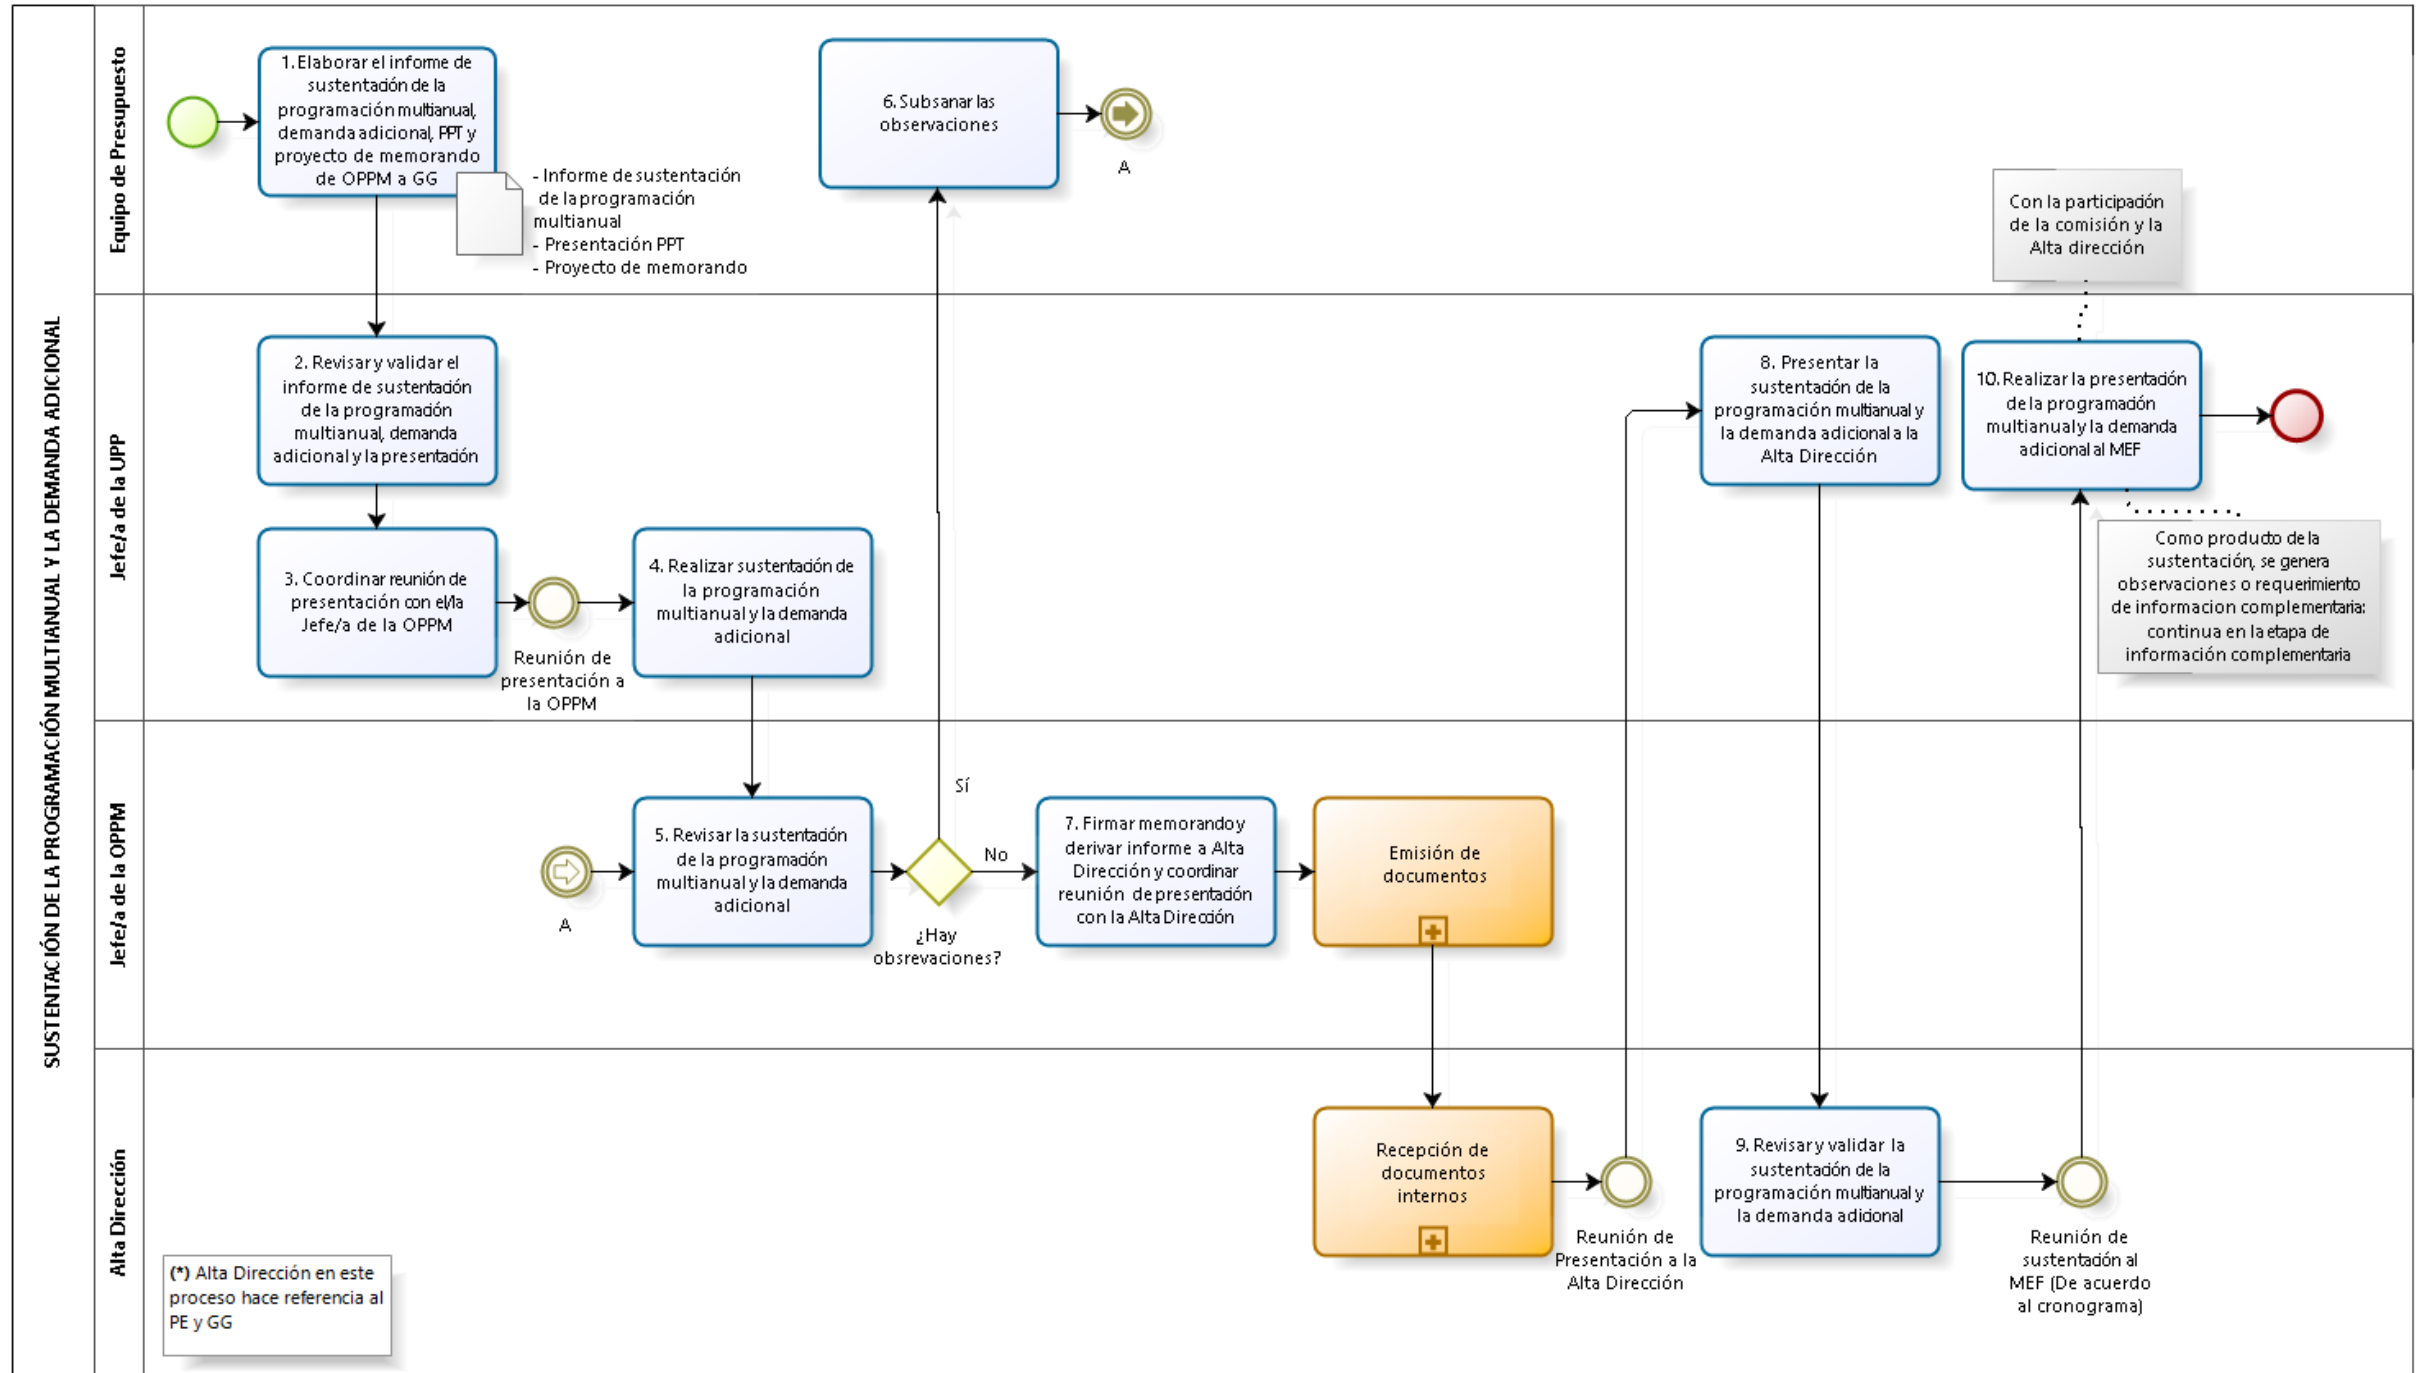 SUSTENTACIÓN DE LA PROGRAMACIÓN MULTIANUAL Y LA DEMANDA ADICIONAL
Equipo de Presupuesto
1. Elaborar el informe de
sustentación de la
programación multianual,
demanda adicional, PPT y
proyecto de memorando
de OPPM a GG
- Informe de sustentación
de la programación
multianual
- Presentación PPT
- Proyecto de memorando
6. Subsanar las
observaciones
A
Con la participación
de la comisión y la
Alta dirección
Jefe/a de la UPP
2. Revisar y validar el
informe de sustentación
de la programación
multianual, demanda
adicional y la presentación
3. Coordinar reunión de
presentación con el/la
Jefe/a de la OPPM
Reunión de
presentación a
la OPPM
4. Realizar sustentación de
la programación
multianual y la demanda
adicional
8. Presentar la
sustentación de la
programación multianual y
la demanda adicional a la
Alta Dirección
10. Realizar la presentación
de la programación
multianual y la demanda
adicional al MEF
Como producto de la
sustentación, se genera
observaciones o requerimiento
de informacion complementaria:
continua en la etapa de
información complementaria
Jefe/a de la OPPM
A
5. Revisar la sustentación
de la programación
multianual y la demanda
adicional
¿Hay
obsrevaciones?
Sí
No
7. Firmar memorando y
derivar informe a Alta
Dirección y coordinar
reunión de presentación
con la Alta Dirección
Emisión de
documentos
Alta Dirección
Recepción de
documentos
internos
Reunión de
Presentación a la
Alta Dirección
9. Revisar y validar la
sustentación de la
programación multianual y
la demanda adicional
Reunión de
sustentación al
MEF (De acuerdo
al cronograma)
(*) Alta Dirección en este
proceso hace referencia al
PE y GG